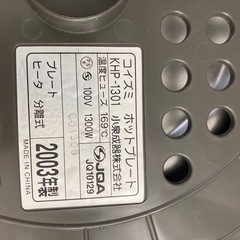 コイズミ ホットプレート
KHP-1301 小泉成器株式会社
温度ヒューズ 169℃
100V 1300W
JQA
JQ10129
プレート
ヒータ 分離式
2003年製
MADE IN CHINA